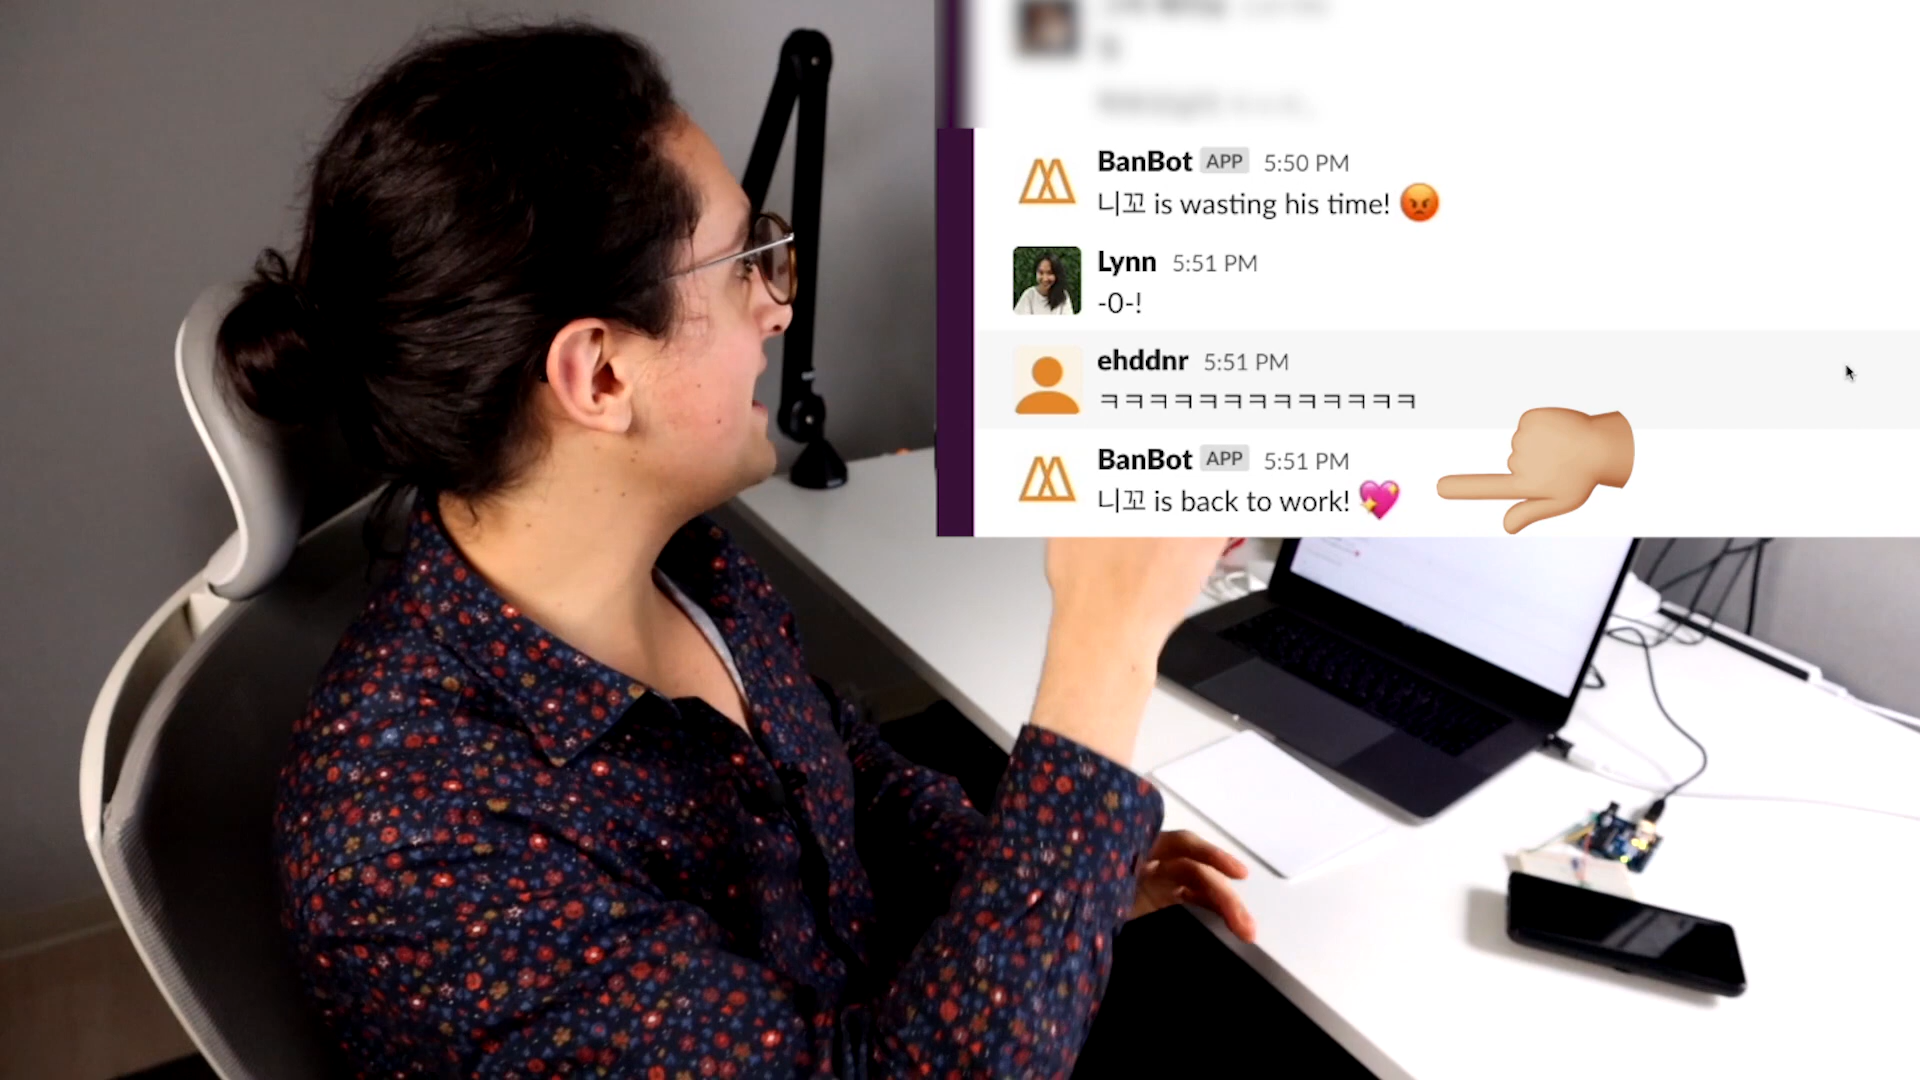 BanBot APP 5:50 PM
니꼬 is wasting his time! 😡
Lynn 5:51 PM
-0-!
ehddnr 5:51 PM
ㅋㅋㅋㅋㅋㅋㅋㅋㅋㅋㅋㅋㅋ
BanBot APP 5:51 PM
니꼬 is back to work! 💖